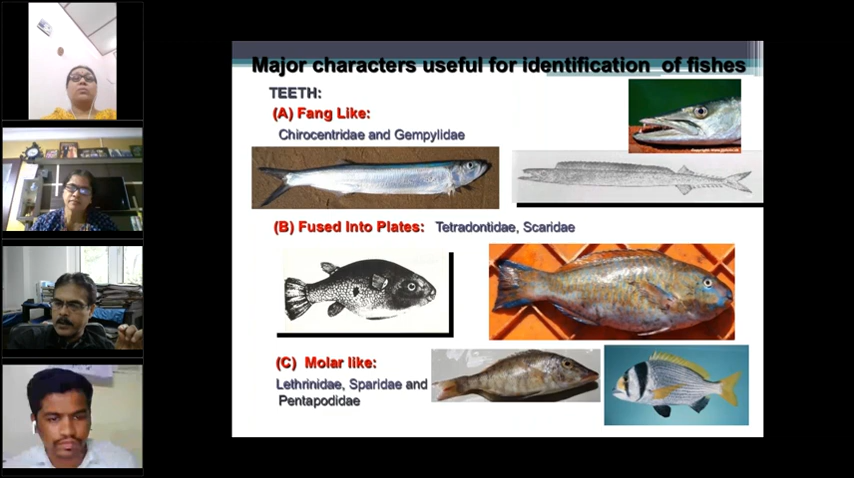 Major characters useful for identification of fishes
TEETH:
(A) Fang Like:
Chirocentridae and Gempylidae
(B) Fused Into Plates: Tetradontidae, Scaridae
(C) Molar like:
Lethrinidae, Sparidae and
Pentapodidae